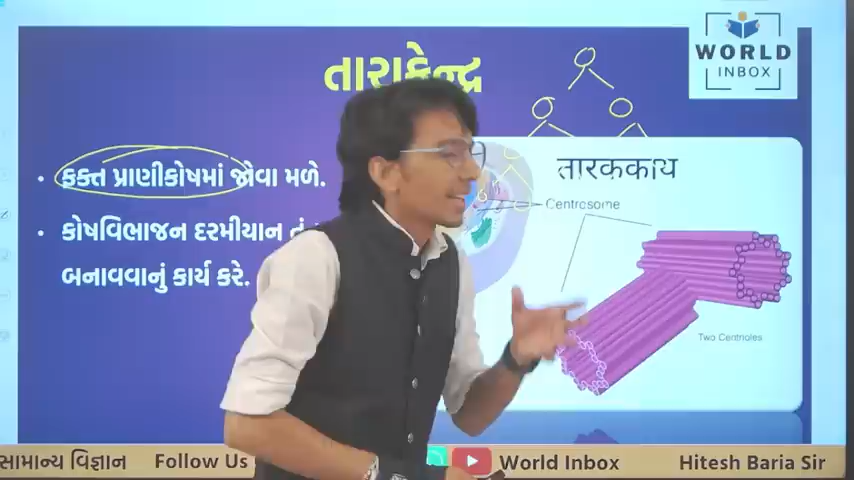 WORLD
INBOX
તારાકેન્દ્ર
ફક્ત પ્રાણીકોષમાં જોવા મળે.
કોષવિભાજન દરમીયાન
બનાવવાનું કાર્ય કરે.
तारककाय
Centrosome
Two Centrioles
સામાન્ય વિજ્ઞાન
Follow Us
World Inbox
Hitesh Baria Sir